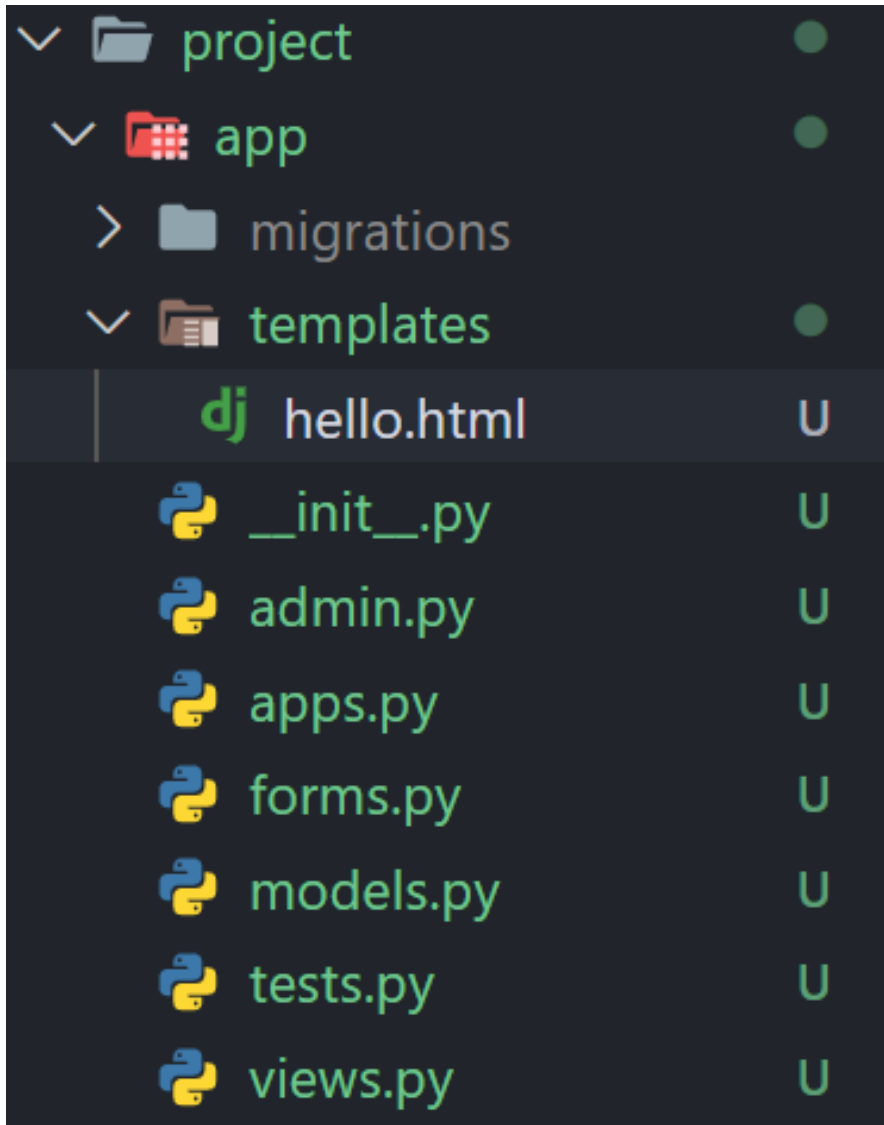 project
app
migrations
templates
dj hello.html U
__init__.py U
admin.py U
apps.py U
forms.py U
models.py U
tests.py U
views.py U